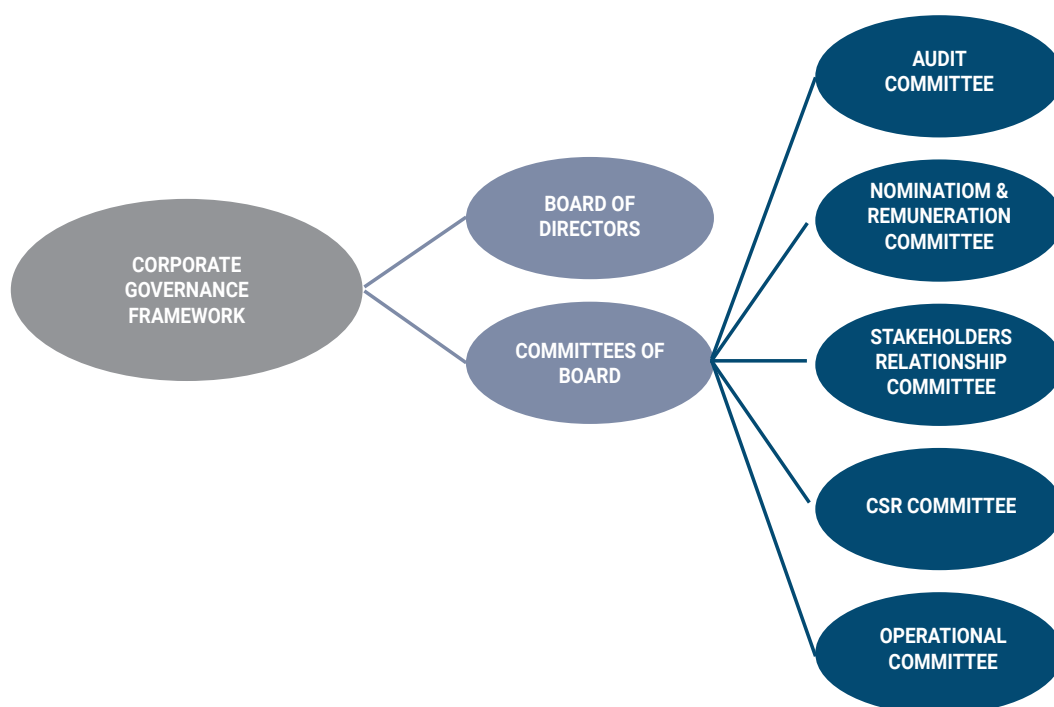 CORPORATE
GOVERNANCE
FRAMEWORK
BOARD OF
DIRECTORS
COMMITTEES OF
BOARD
AUDIT
COMMITTEE
NOMINATIOM &
REMUNERATION
COMMITTEE
STAKEHOLDERS
RELATIONSHIP
COMMITTEE
CSR COMMITTEE
OPERATIONAL
COMMITTEE